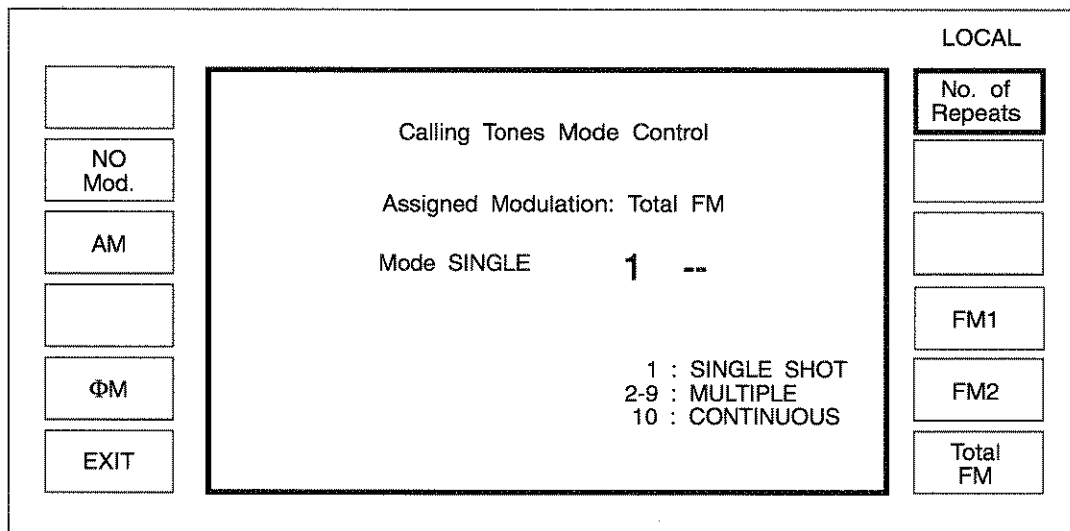 LOCAL
NO
Mod.
AM
ΦM
EXIT
Calling Tones Mode Control
Assigned Modulation: Total FM
Mode SINGLE 1 --
1 : SINGLE SHOT
2-9 : MULTIPLE
10 : CONTINUOUS
No. of
Repeats
FM1
FM2
Total
FM